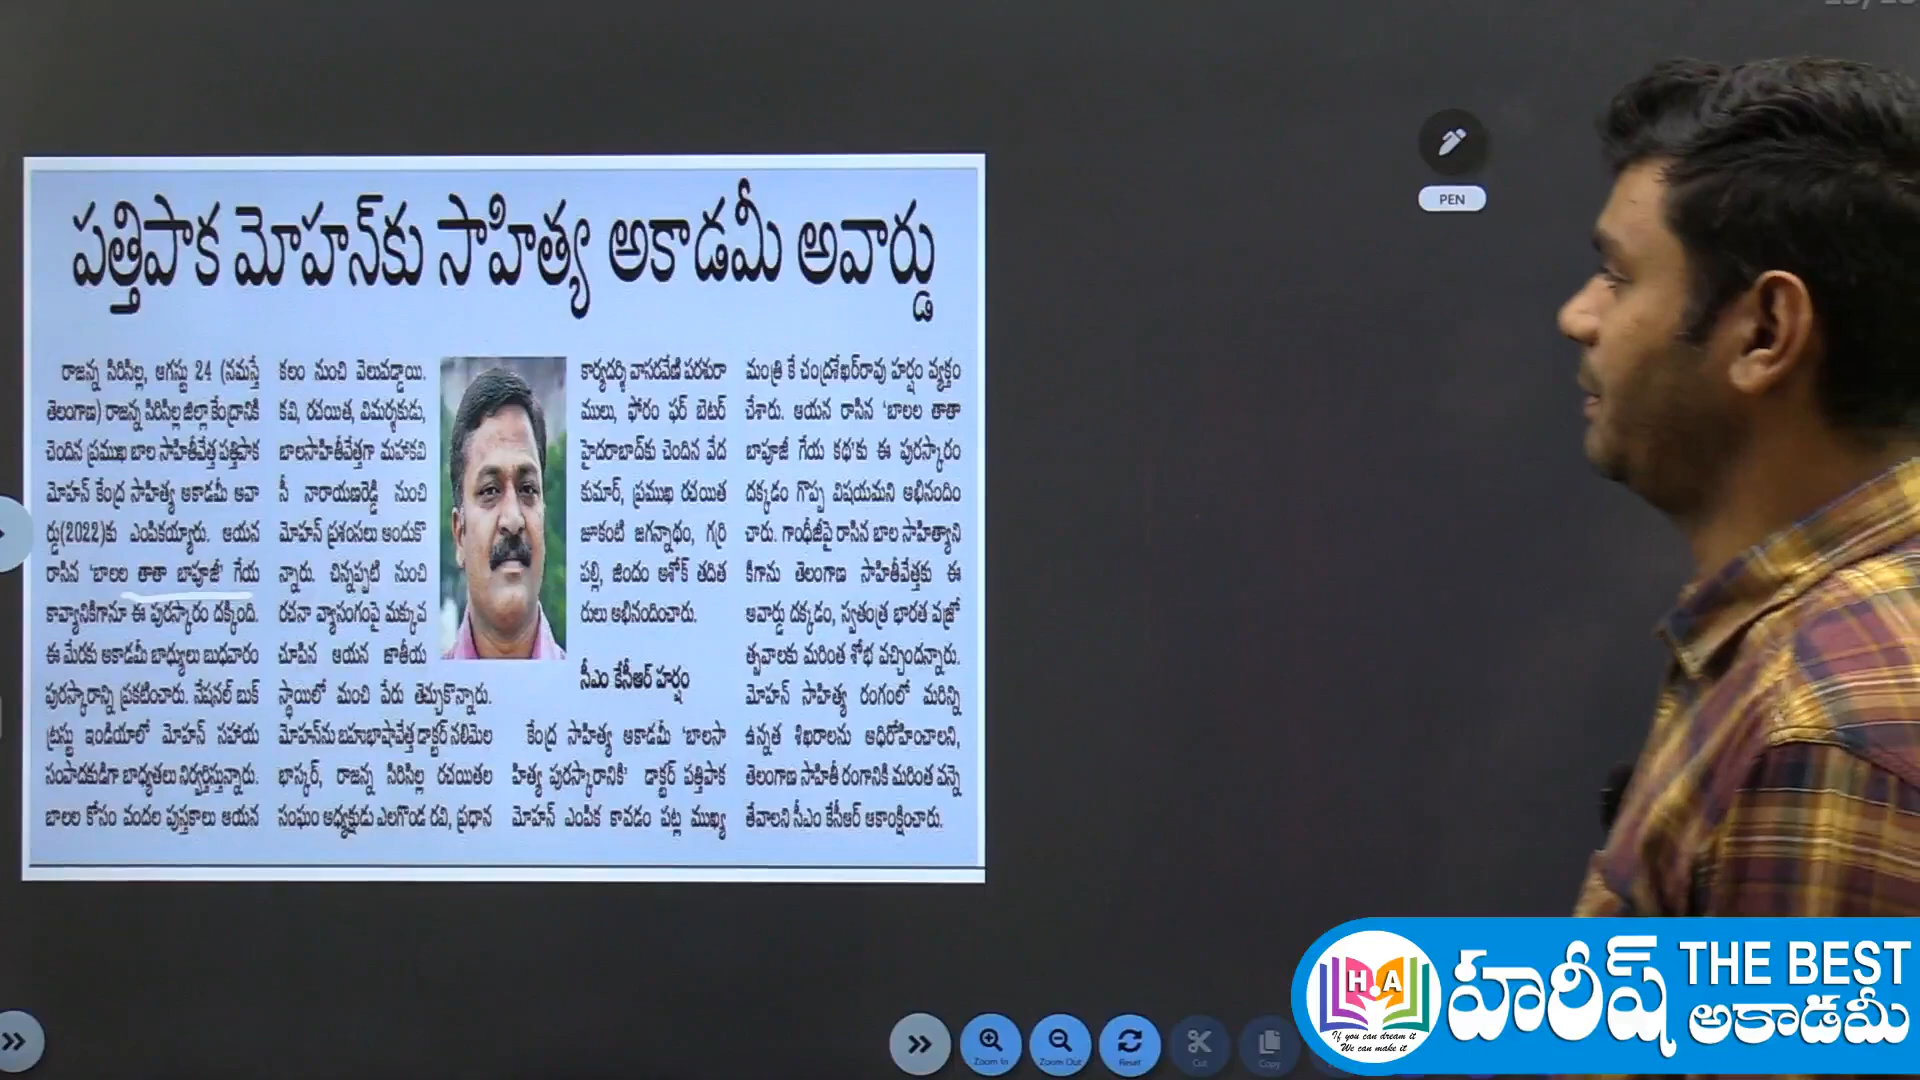 PEN
పత్తిపాక మోహన్‌కు సాహిత్య అకాడమీ అవార్డు
రాజన్న సిరిసిల్ల, ఆగస్టు 24 (నమస్తే
తెలంగాణ) రాజన్న సిరిసిల్ల జిల్లా కేంద్రానికి
చెందిన ప్రముఖ బాల సాహితీవేత్త పత్తిపాక
మోహన్ కేంద్ర సాహిత్య అకాడమీ అవా
ర్డు(2022)కు ఎంపికయ్యారు. ఆయన
రాసిన ‘బాలల తాతా బాపూజీ’ గేయ
కావ్యానికిగానూ ఈ పురస్కారం దక్కింది.
ఈ మేరకు అకాడమీ బాధ్యులు బుధవారం
పురస్కారాన్ని ప్రకటించారు. నేషనల్ బుక్
ట్రస్టు ఇండియాలో మోహన్ సహాయ
సంపాదకుడిగా బాధ్యతలు నిర్వర్తిస్తున్నారు.
బాలల కోసం వందల పుస్తకాలు ఆయన
కలం నుంచి వెలువడ్డాయి.
కవి, రచయిత, విమర్శకుడు,
బాలసాహితీవేత్తగా మహాకవి
సీ నారాయణరెడ్డి నుంచి
మోహన్ ప్రశంసలు అందుకొ
న్నారు. చిన్నప్పటి నుంచి
రచనా వ్యాసంగంపై మక్కువ
చూపిన ఆయన జాతీయ
స్థాయిలో మంచి పేరు తెచ్చుకొన్నారు.
మోహన్‌ను బహుభాషావేత్త డాక్టర్ నలిమెల
భాస్కర్, రాజన్న సిరిసిల్ల రచయితల
సంఘం అధ్యక్షుడు ఎలగొండ రవి, ప్రధాన
కార్యదర్శి వాసరవేణి పరశురా
ములు, ఫోరం ఫర్ బెటర్
హైదరాబాద్‌కు చెందిన వేద
కుమార్, ప్రముఖ రచయిత
జూకంటి జగన్నాథం, గర్రి
పల్లి, జిందం అశోక్ తదిత
రులు అభినందించారు.
సీఎం కేసీఆర్ హర్షం
కేంద్ర సాహిత్య అకాడమీ ‘బాలసా
హిత్య పురస్కారానికి’ డాక్టర్ పత్తిపాక
మోహన్ ఎంపిక కావడం పట్ల ముఖ్య
మంత్రి కే చంద్రశేఖర్‌రావు హర్షం వ్యక్తం
చేశారు. ఆయన రాసిన ‘బాలల తాతా
బాపూజీ గేయ కథ’కు ఈ పురస్కారం
దక్కడం గొప్ప విషయమని అభినందిం
చారు. గాంధీజీపై రాసిన బాల సాహిత్యాని
కిగాను తెలంగాణ సాహితీవేత్తకు ఈ
అవార్డు దక్కడం, స్వతంత్ర భారత వజ్రో
త్సవాలకు మరింత శోభ వచ్చిందన్నారు.
మోహన్ సాహిత్య రంగంలో మరిన్ని
ఉన్నత శిఖరాలను అధిరోహించాలని,
తెలంగాణ సాహితీ రంగానికి మరింత వన్నె
తేవాలని సీఎం కేసీఆర్ ఆకాంక్షించారు.
Zoom In
Zoom Out
Reset
Cut
Copy
H.A
If you can dream it
We can make it
హరీష్
THE BEST
అకాడమీ